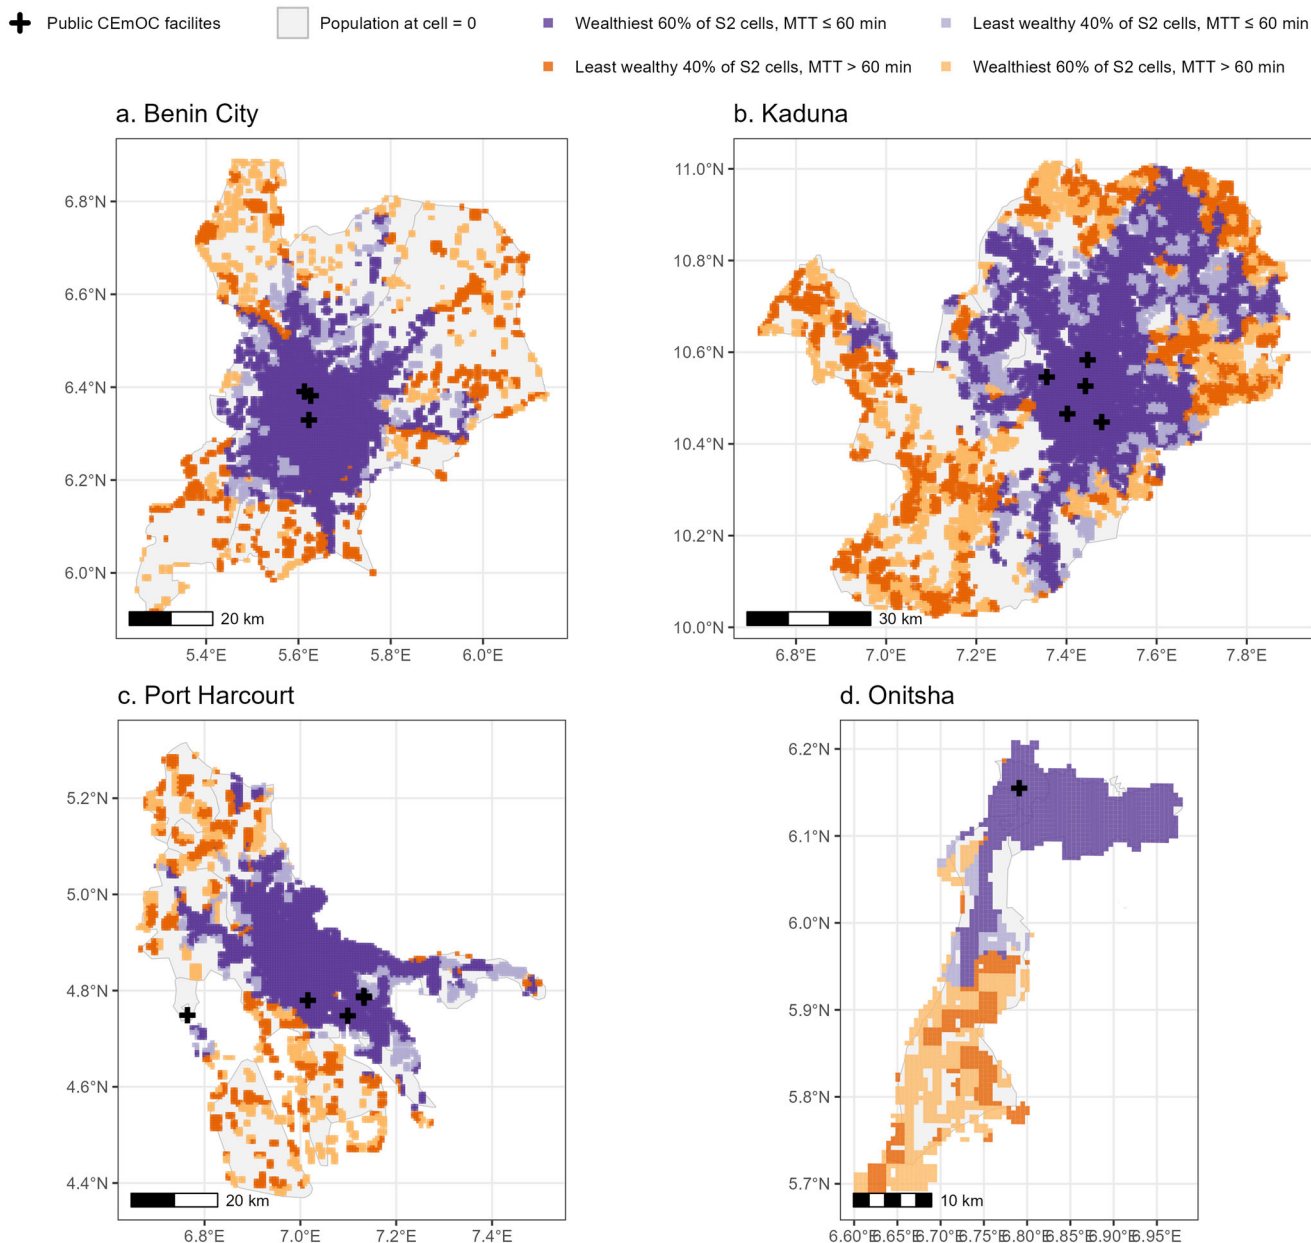 Public CEmOC facilites
Population at cell = 0
Wealthiest 60% of S2 cells, MTT ≤ 60 min
Least wealthy 40% of S2 cells, MTT ≤ 60 min
Least wealthy 40% of S2 cells, MTT > 60 min
Wealthiest 60% of S2 cells, MTT > 60 min
a. Benin City
b. Kaduna
6.8°N
6.6°N
6.4°N
6.2°N
6.0°N
20 km
5.4°E 5.6°E 5.8°E 6.0°E
11.0°N
10.8°N
10.6°N
10.4°N
10.2°N
10.0°N
30 km
6.8°E 7.0°E 7.2°E 7.4°E 7.6°E 7.8°E
c. Port Harcourt
d. Onitsha
5.2°N
5.0°N
4.8°N
4.6°N
4.4°N
20 km
6.8°E 7.0°E 7.2°E 7.4°E
6.2°N
6.1°N
6.0°N
5.9°N
5.8°N
5.7°N
10 km
6.60°E 6.65°E 6.70°E 6.75°E 6.80°E 6.85°E 6.90°E 6.95°E